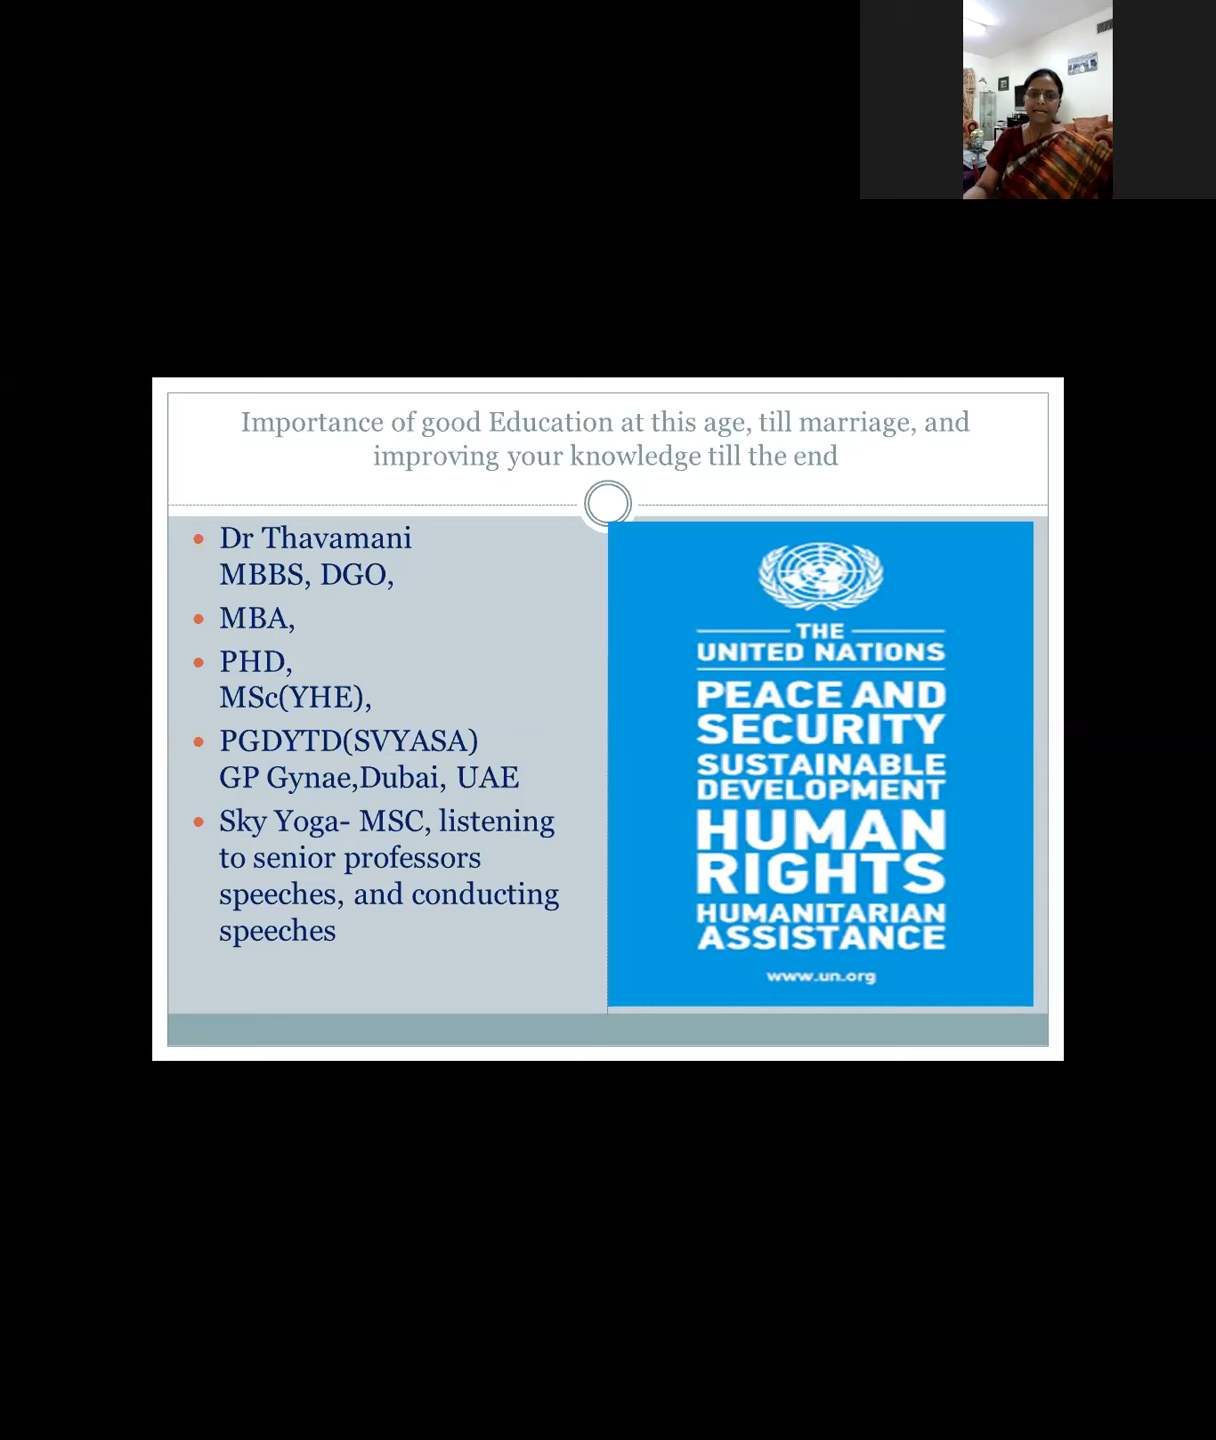 Importance of good Education at this age, till marriage, and
improving your knowledge till the end
Dr Thavamani
MBBS, DGO,
MBA,
PHD,
MSc(YHE),
PGDYTD(SVYASA)
GP Gynae,Dubai, UAE
Sky Yoga- MSC, listening
to senior professors
speeches, and conducting
speeches
THE
UNITED NATIONS
PEACE AND
SECURITY
SUSTAINABLE
DEVELOPMENT
HUMAN
RIGHTS
HUMANITARIAN
ASSISTANCE
www.un.org